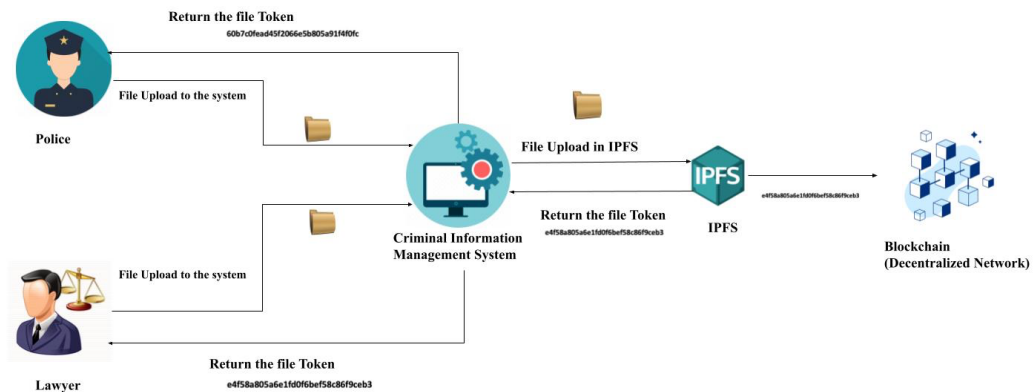 Return the file Token
60b7c0fead45f2066e5b805a91f4f0fc
File Upload to the system
Police
File Upload in IPFS
IPFS
Return the file Token
e4f58a805a6e1fd0f6bef58c86f9ceb3
e4f58a805a6e1fd0f6bef58c86f9ceb3
IPFS
Criminal Information
Management System
Blockchain
(Decentralized Network)
File Upload to the system
Lawyer
Return the file Token
e4f58a805a6e1fd0f6bef58c86f9ceb3